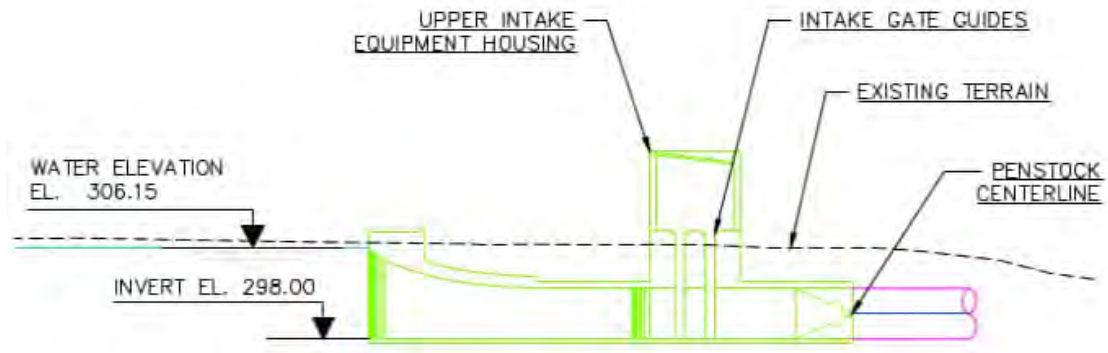 UPPER INTAKE
EQUIPMENT HOUSING
INTAKE GATE GUIDES
EXISTING TERRAIN
WATER ELEVATION
EL. 306.15
PENSTOCK
CENTERLINE
INVERT EL. 298.00